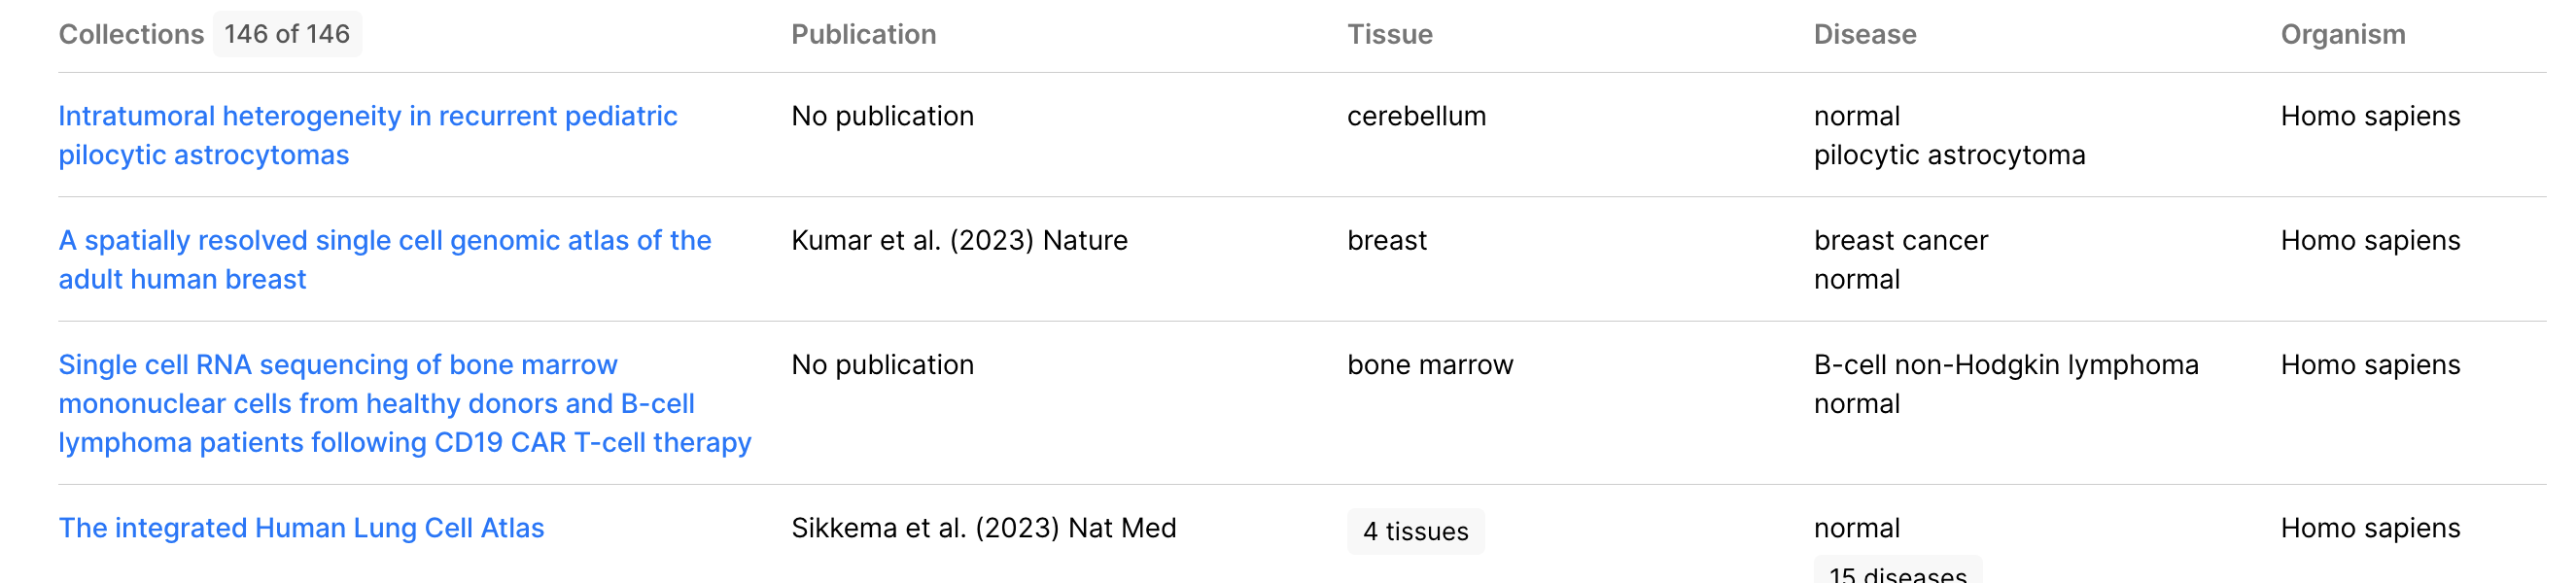 Collections 146 of 146 Publication Tissue Disease Organism
Intratumoral heterogeneity in recurrent pediatric No publication cerebellum normal Homo sapiens
pilocytic astrocytomas pilocytic astrocytoma
A spatially resolved single cell genomic atlas of the Kumar et al. (2023) Nature breast breast cancer Homo sapiens
adult human breast normal
Single cell RNA sequencing of bone marrow No publication bone marrow B-cell non-Hodgkin lymphoma Homo sapiens
mononuclear cells from healthy donors and B-cell normal
lymphoma patients following CD19 CAR T-cell therapy
The integrated Human Lung Cell Atlas Sikkema et al. (2023) Nat Med 4 tissues normal Homo sapiens
15 diseases